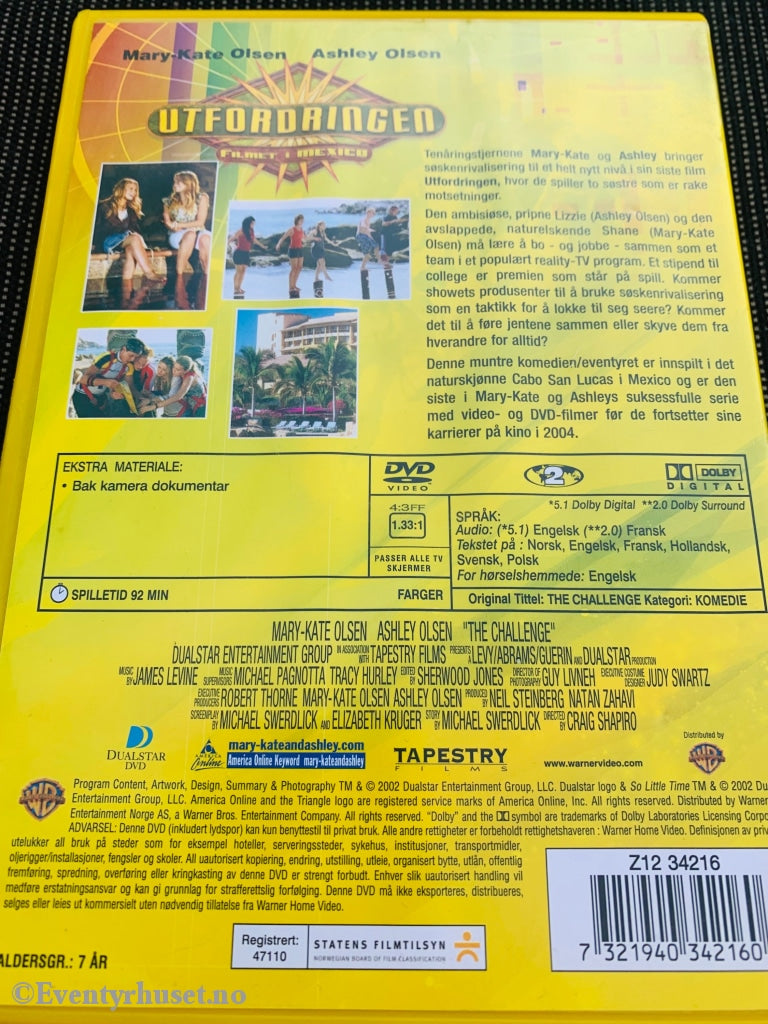 Mary-Kate Olsen Ashley Olsen
UTFORDRINGEN
FILMET I MEXICO
Tenåringstjernene Mary-Kate og Ashley bringer
søskenrivalisering til et helt nytt nivå i sin siste film
Utfordringen, hvor de spiller to søstre som er rake
motsetninger.
Den ambisiøse, pripne Lizzie (Ashley Olsen) og den
avslappede, naturelskende Shane (Mary-Kate
Olsen) må lære å bo - og jobbe - sammen som et
team i et populært reality-TV program. Et stipend til
college er premien som står på spill. Kommer
showets produsenter til å bruke søskenrivalisering
som en taktikk for å lokke til seg seere? Kommer
det til å føre jentene sammen eller skyve dem fra
hverandre for alltid?
Denne muntre komedien/eventyret er innspilt i det
naturskjønne Cabo San Lucas i Mexico og er den
siste i Mary-Kate og Ashleys suksessfulle serie
med video- og DVD-filmer før de fortsetter sine
karrierer på kino i 2004.
EKSTRA MATERIALE:
• Bak kamera dokumentar
SPILLETID 92 MIN
FARGER
DVD
VIDEO
4:3FF
1.33:1
PASSER ALLE TV
SKJERMER
2
DOLBY
DIGITAL
*5.1 Dolby Digital **2.0 Dolby Surround
SPRÅK:
Audio: (*5.1) Engelsk (**2.0) Fransk
Tekstet på : Norsk, Engelsk, Fransk, Hollandsk,
Svensk, Polsk
For hørselshemmede: Engelsk
Original Tittel: THE CHALLENGE Kategori: KOMEDIE
MARY-KATE OLSEN ASHLEY OLSEN "THE CHALLENGE"
DUALSTAR ENTERTAINMENT GROUP IN ASSOCIATION WITH TAPESTRY FILMS PRESENTS A LEVY/ABRAMS/GUERIN AND DUALSTAR PRODUCTION
MUSIC BY JAMES LEVINE MUSIC SUPERVISORS MICHAEL PAGNOTTA TRACY HURLEY EDITED BY SHERWOOD JONES DIRECTOR OF PHOTOGRAPHY GUY LIVNEH EXECUTIVE COSTUME DESIGNER JUDY SWARTZ
EXECUTIVE PRODUCERS ROBERT THORNE MARY-KATE OLSEN ASHLEY OLSEN PRODUCED BY NEIL STEINBERG NATAN ZAHAVI
SCREENPLAY BY MICHAEL SWERDLICK AND ELIZABETH KRUGER STORY BY MICHAEL SWERDLICK DIRECTED BY CRAIG SHAPIRO
DUALSTAR
DVD
AMERICA Online
mary-kateandashley.com
America Online Keyword mary-kateandashley
TAPESTRY
FILMS
www.warnervideo.com
Distributed by
WB
WB
Program Content, Artwork, Design, Summary & Photography TM & © 2002 Dualstar Entertainment Group, LLC. Dualstar logo & So Little Time TM & © 2002 Du
Entertainment Group, LLC. America Online and the Triangle logo are registered service marks of America Online, Inc. All rights reserved. Distributed by Warner
Entertainment Norge AS, a Warner Bros. Entertainment Company. All rights reserved. "Dolby" and the symbol are trademarks of Dolby Laboratories Licensing Corpo
ADVARSEL: Denne DVD (inkludert lydspor) kan kun benyttestil til privat bruk. Alle andre rettigheter er forbeholdt rettighetshaveren : Warner Home Video. Definisjonen av priv
utelukker all bruk på steder som for eksempel hoteller, serveringssteder, sykehus, institusjoner, transportmidler,
oljerigger/installasjoner, fengsler og skoler. All uautorisert kopiering, endring, utstilling, utleie, organisert bytte, utlån, offentlig
fremføring, spredning, overføring eller kringkasting av denne DVD er strengt forbudt. Enhver slik uautorisert handling vil
medføre erstatningsansvar og kan gi grunnlag for strafferettslig forfølging. Denne DVD må ikke eksporteres, distribueres,
selges eller leies ut kommersielt uten nødvendig tillatelse fra Warner Home Video.
ALDERSGR.: 7 ÅR
Registrert:
47110
STATENS FILMTILSYN
NORWEGIAN BOARD OF FILM CLASSIFICATION
Z12 34216
7 321940 342160
©Eventyrhuset.no